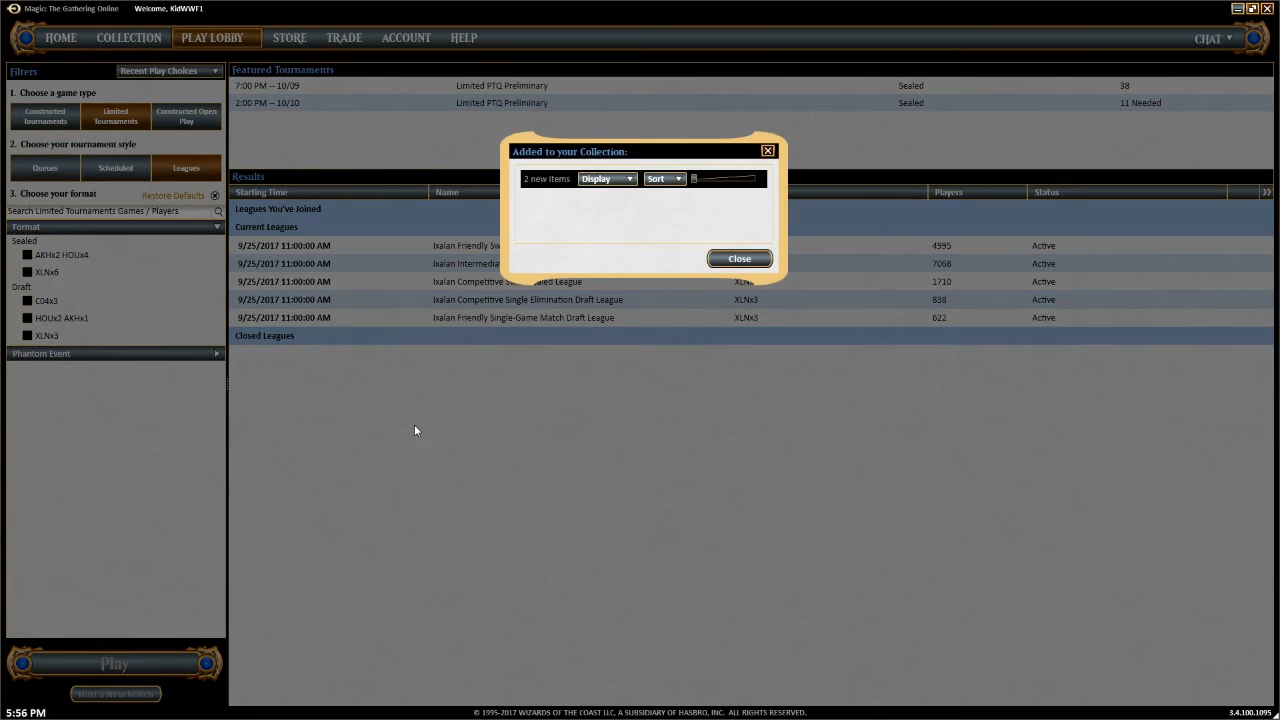 Magic: The Gathering Online Welcome, KidWWF1
HOME COLLECTION PLAY LOBBY STORE TRADE ACCOUNT HELP CHAT
Filters Recent Play Choices
1. Choose a game type
Constructed Tournaments Limited Tournaments Constructed Open Play
2. Choose your tournament style
Queues Scheduled Leagues
3. Choose your format Restore Defaults
Search Limited Tournaments Games / Players
Format
Sealed
AKHx2 HOUx4
XLNx6
Draft
C04x3
HOUx2 AKHx1
XLNx3
Phantom Event
Play
Host a New Match
5:56 PM
Featured Tournaments
7:00 PM -- 10/09 Limited PTQ Preliminary Sealed 38
2:00 PM -- 10/10 Limited PTQ Preliminary Sealed 11 Needed
Results
Starting Time Name Players Status
Leagues You've Joined
Current Leagues
9/25/2017 11:00:00 AM Ixalan Friendly 4995 Active
9/25/2017 11:00:00 AM Ixalan 7068 Active
9/25/2017 11:00:00 AM Ixalan Competitive League XLNx6 1710 Active
9/25/2017 11:00:00 AM Ixalan Competitive Single Elimination Draft League XLNx3 838 Active
9/25/2017 11:00:00 AM Ixalan Friendly Single-Game Match Draft League XLNx3 622 Active
Closed Leagues
Added to your Collection:
2 new items Display Sort
Close
© 1995-2017 WIZARDS OF THE COAST LLC, A SUBSIDIARY OF HASBRO, INC. ALL RIGHTS RESERVED.
3.4.100.1095